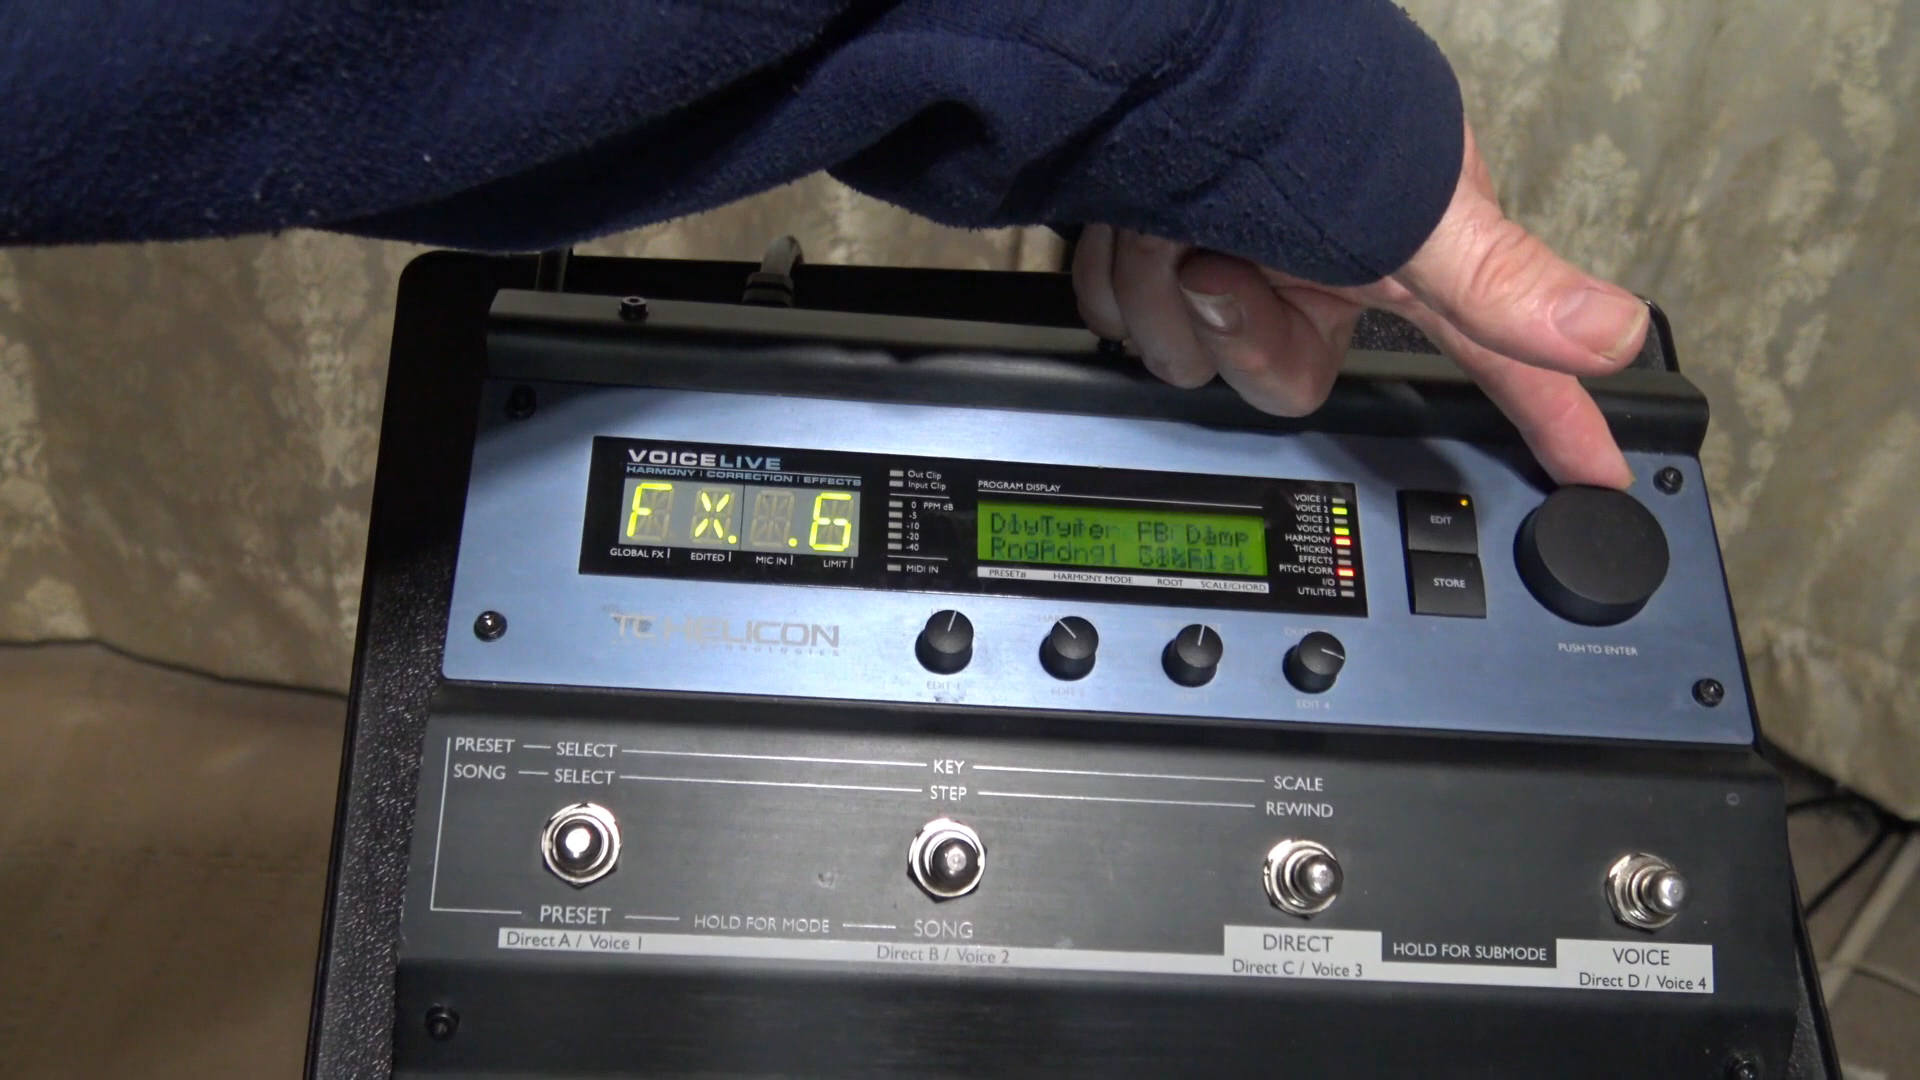 VOICELIVE
HARMONY | CORRECTION | EFFECTS
FX. .6
GLOBAL FX
EDITED
MIC IN
LIMIT
Out Clip
Input Clip
0 PPM dB
-5
-10
-20
-40
MIDI IN
PROGRAM DISPLAY
PRESET#
HARMONY MODE
ROOT
SCALE/CHORD
VOICE 1
VOICE 2
VOICE 3
VOICE 4
HARMONY
THICKEN
EFFECTS
PITCH CORR
I/O
UTILITIES
EDIT
STORE
PUSH TO ENTER
TC HELICON
EDIT 1
EDIT 2
EDIT 4
PRESET SELECT KEY SCALE
SONG SELECT STEP REWIND
PRESET HOLD FOR MODE SONG
DIRECT HOLD FOR SUBMODE VOICE
Direct A / Voice 1
Direct B / Voice 2
Direct C / Voice 3
Direct D / Voice 4